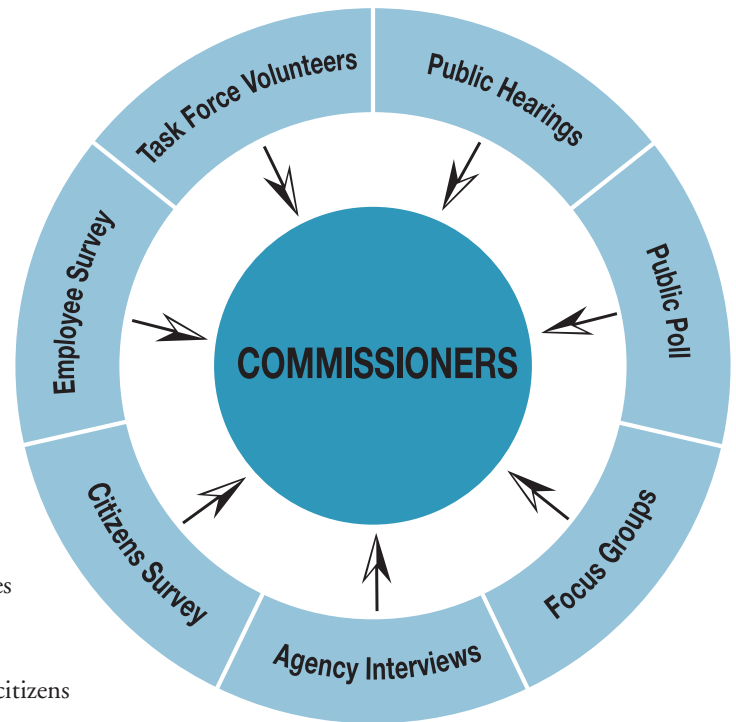 Task Force Volunteers
Public Hearings
Public Poll
Focus Groups
Agency Interviews
Citizens Survey
Employee Survey
COMMISSIONERS
citizens